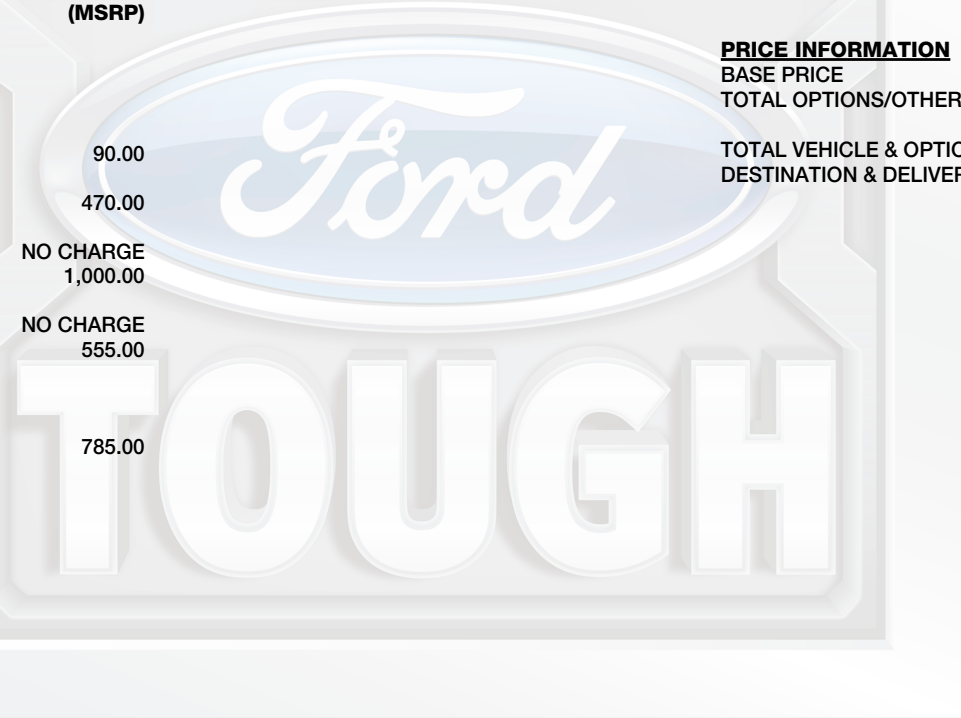 (MSRP)
90.00
470.00
NO CHARGE
1,000.00
NO CHARGE
555.00
785.00
PRICE INFORMATION
BASE PRICE
TOTAL OPTIONS/OTHER
TOTAL VEHICLE & OPTIO
DESTINATION & DELIVER
Ford
TOUGH